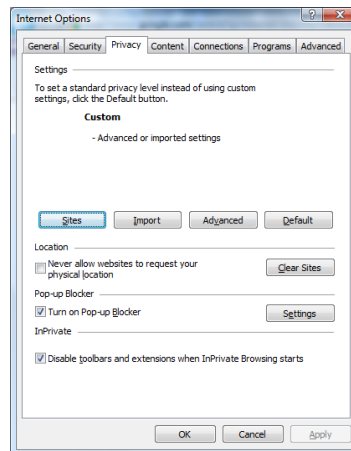 Internet Options
General Security Privacy Content Connections Programs Advanced
Settings
To set a standard privacy level instead of using custom
settings, click the Default button.
Custom
- Advanced or imported settings
Sites Import Advanced Default
Location
Never allow websites to request your
physical location
Clear Sites
Pop-up Blocker
Turn on Pop-up Blocker
Settings
InPrivate
Disable toolbars and extensions when InPrivate Browsing starts
OK Cancel Apply